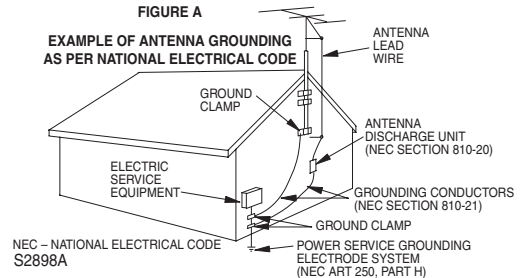 FIGURE A
EXAMPLE OF ANTENNA GROUNDING
AS PER NATIONAL ELECTRICAL CODE
ANTENNA
LEAD
WIRE
GROUND
CLAMP
ANTENNA
DISCHARGE UNIT
(NEC SECTION 810-20)
ELECTRIC
SERVICE
EQUIPMENT
GROUNDING CONDUCTORS
(NEC SECTION 810-21)
GROUND CLAMP
POWER SERVICE GROUNDING
ELECTRODE SYSTEM
(NEC ART 250, PART H)
NEC – NATIONAL ELECTRICAL CODE
S2898A